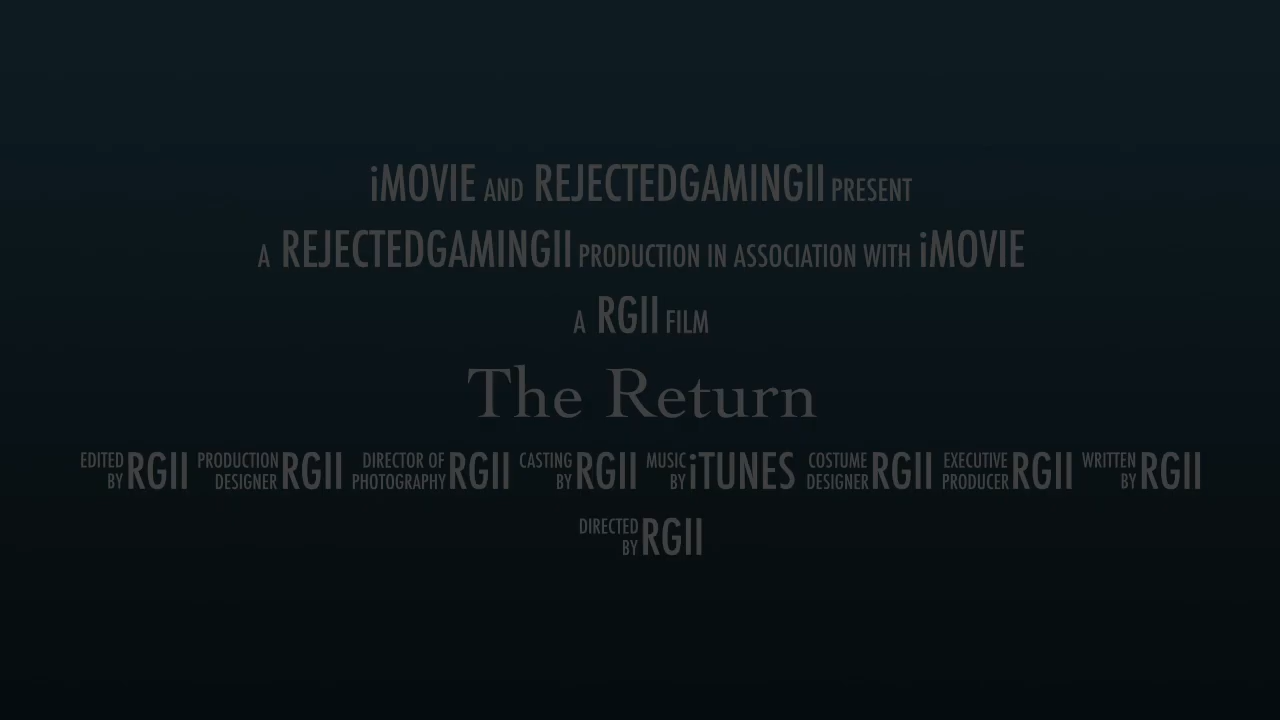 iMOVIE AND REJECTEDGAMINGII PRESENT
A REJECTEDGAMINGII PRODUCTION IN ASSOCIATION WITH iMOVIE
A RGII FILM
The Return
EDITED BY RGII PRODUCTION DESIGNER RGII DIRECTOR OF PHOTOGRAPHY RGII CASTING BY RGII MUSIC BY iTUNES COSTUME DESIGNER RGII EXECUTIVE PRODUCER RGII WRITTEN BY RGII
DIRECTED BY RGII